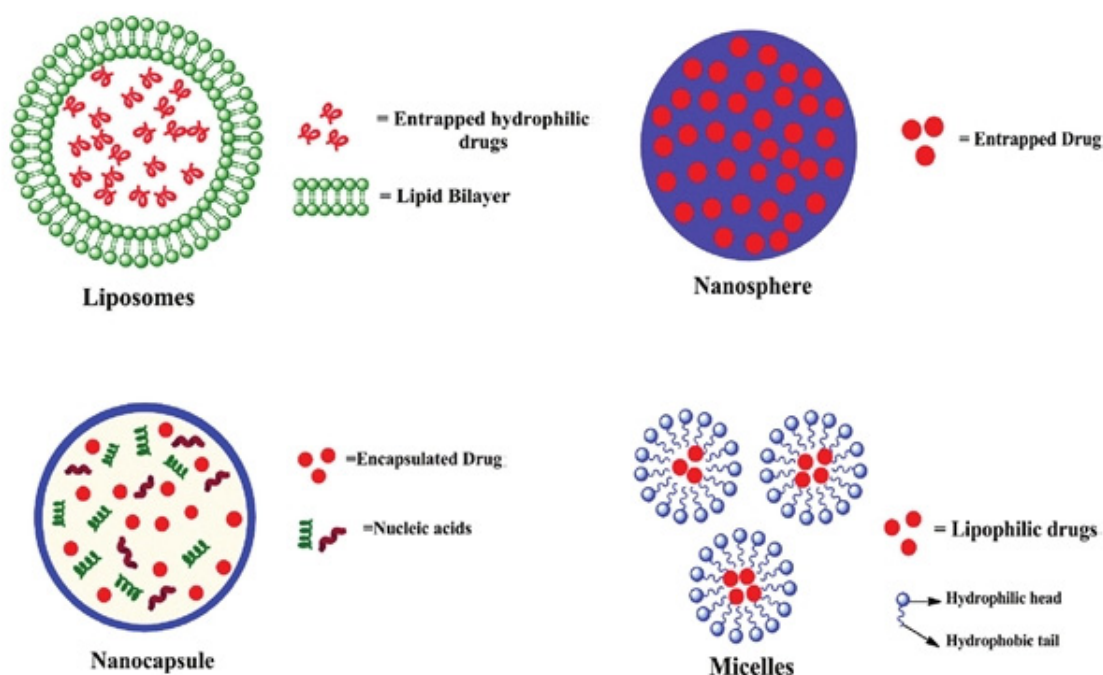 = Entrapped hydrophilic
drugs
= Lipid Bilayer
Liposomes
= Entrapped Drug
Nanosphere
=Encapsulated Drug
=Nucleic acids
Nanocapsule
= Lipophilic drugs
Hydrophilic head
Hydrophobic tail
Micelles